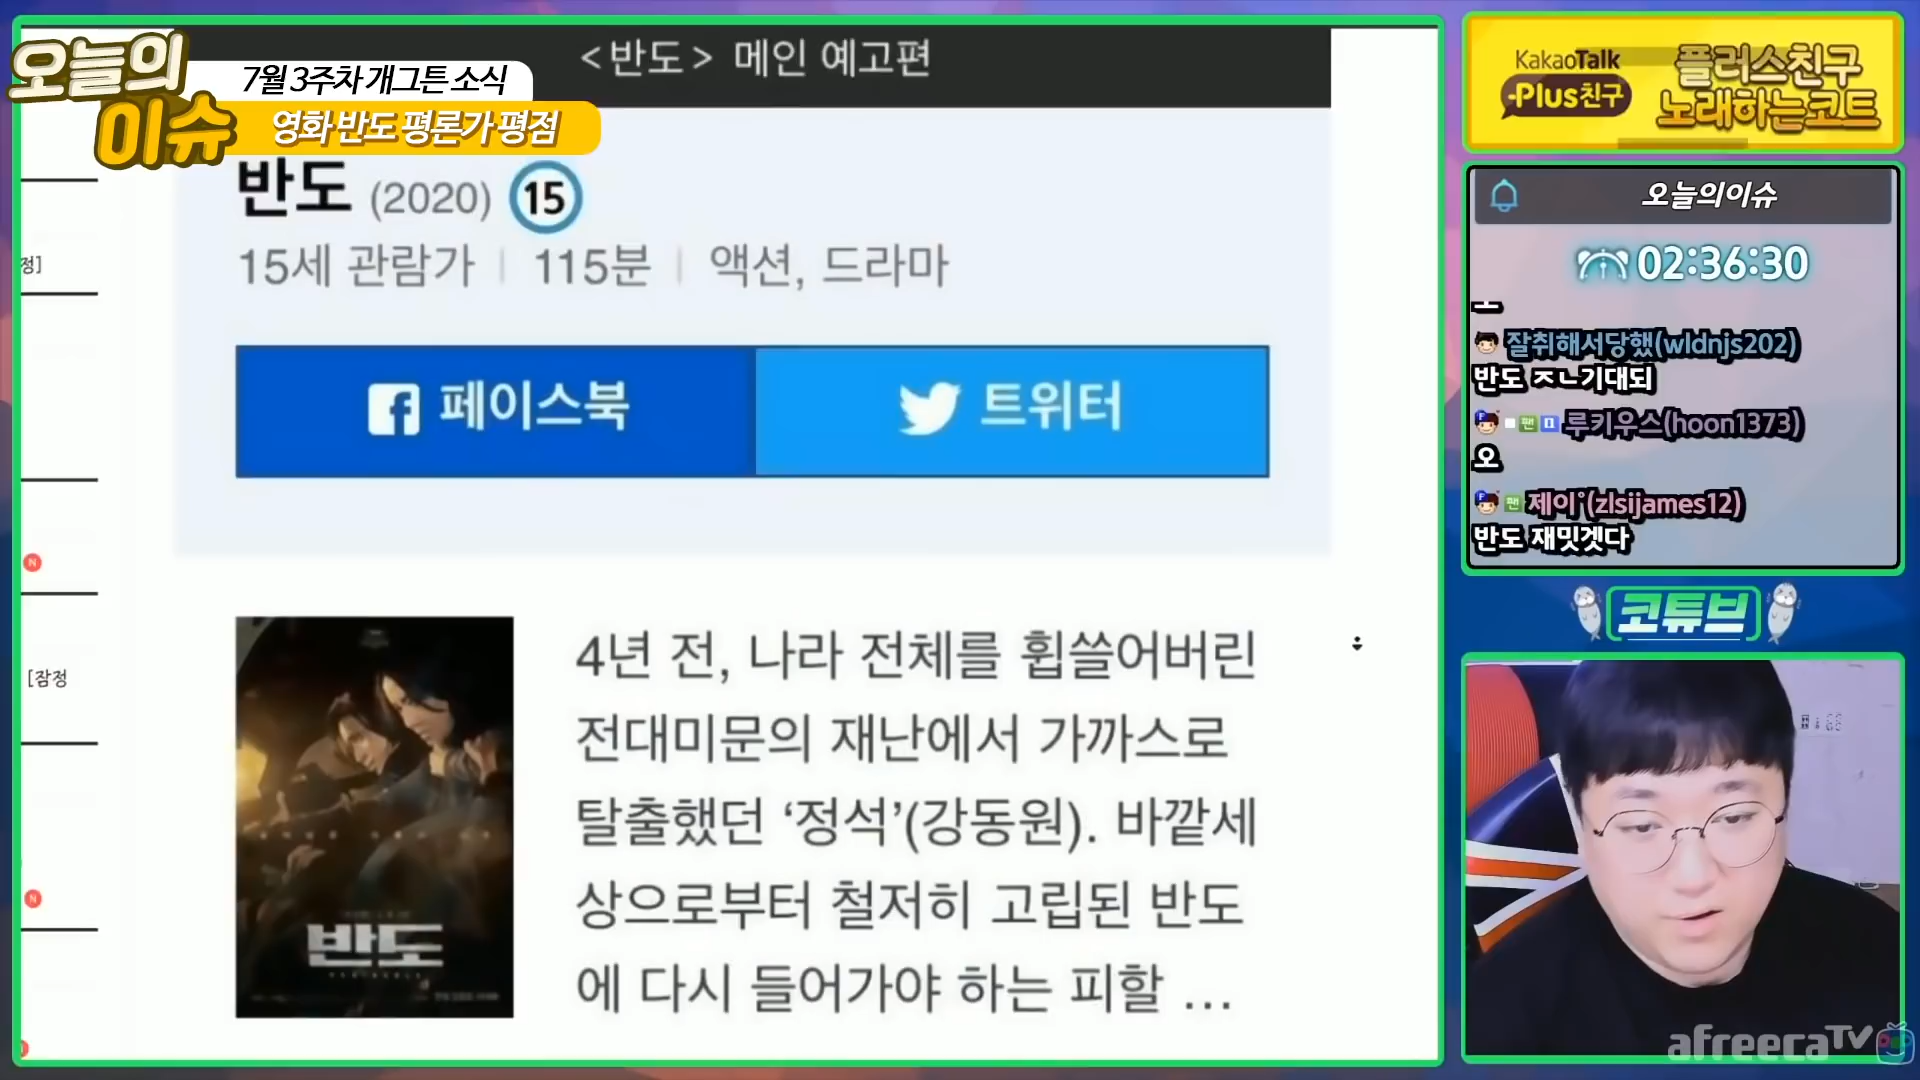 오늘의
이슈
7월 3주차 개그튼 소식
영화 반도 평론가 평점
<반도> 메인 예고편
반도 (2020) 15
15세 관람가 | 115분 | 액션, 드라마
페이스북
트위터
정]
N
[잠정
N
반도
4년 전, 나라 전체를 휩쓸어버린
전대미문의 재난에서 가까스로
탈출했던 ‘정석’(강동원). 바깥세
상으로부터 철저히 고립된 반도
에 다시 들어가야 하는 피할 ...
KakaoTalk
Plus친구
플러스친구
노래하는코트
오늘의이슈
02:36:30
잘취해서당했(wldnjs202)
반도 ㅈㄴ기대되
팬 루키우스(hoon1373)
오
팬 제이°(zlsijames12)
반도 재밋겟다
코튜브
afreecaTV